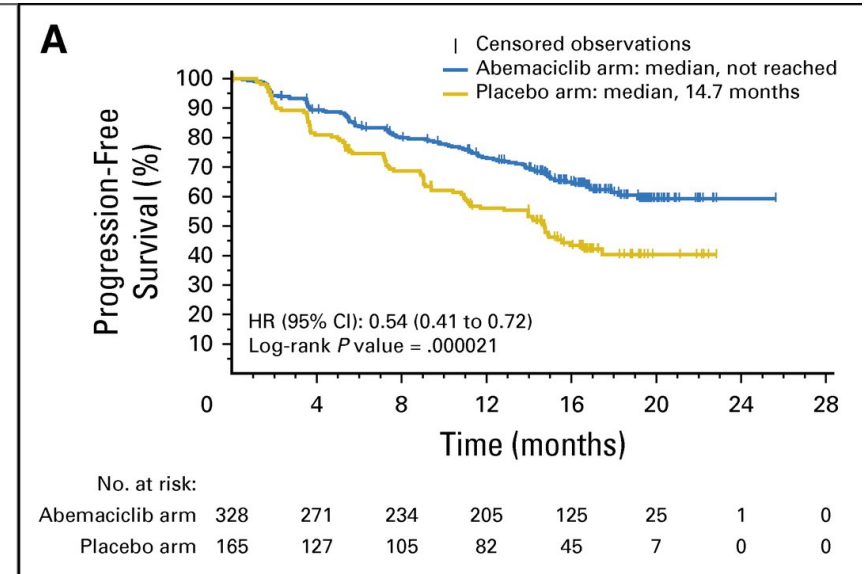 A
| Censored observations
Abemaciclib arm: median, not reached
Placebo arm: median, 14.7 months
Progression-Free
Survival (%)
100
90
80
70
60
50
40
30
20
10
HR (95% CI): 0.54 (0.41 to 0.72)
Log-rank P value = .000021
0 4 8 12 16 20 24 28
Time (months)
No. at risk:
Abemaciclib arm 328 271 234 205 125 25 1 0
Placebo arm 165 127 105 82 45 7 0 0